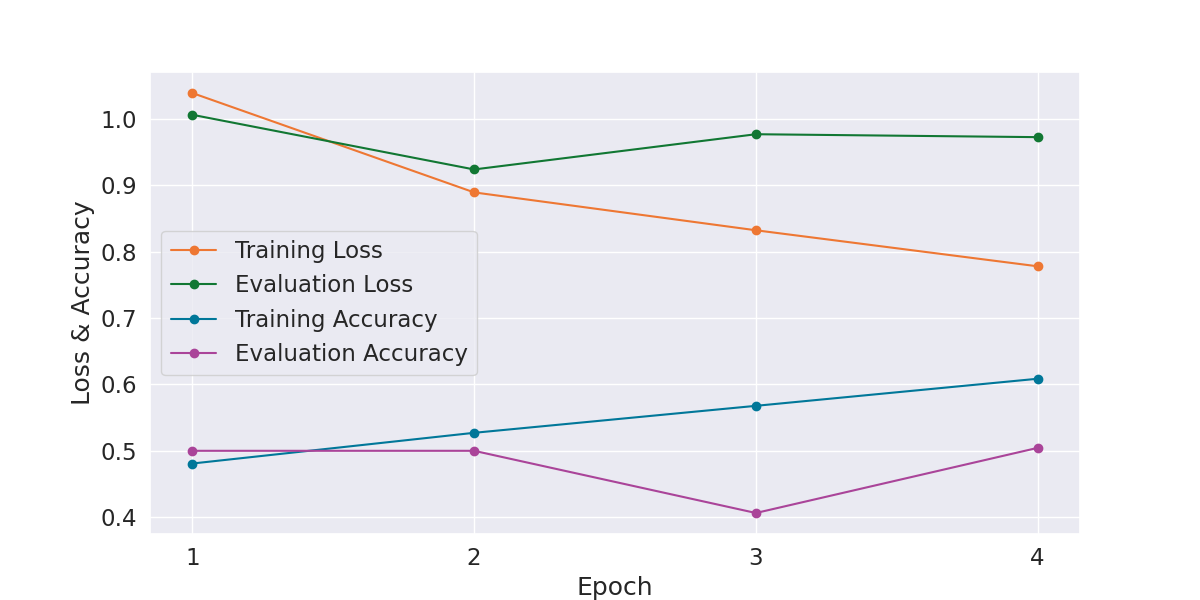 Loss & Accuracy
1.0
0.9
0.8
0.7
0.6
0.5
0.4
Training Loss
Evaluation Loss
Training Accuracy
Evaluation Accuracy
1 2 3 4
Epoch